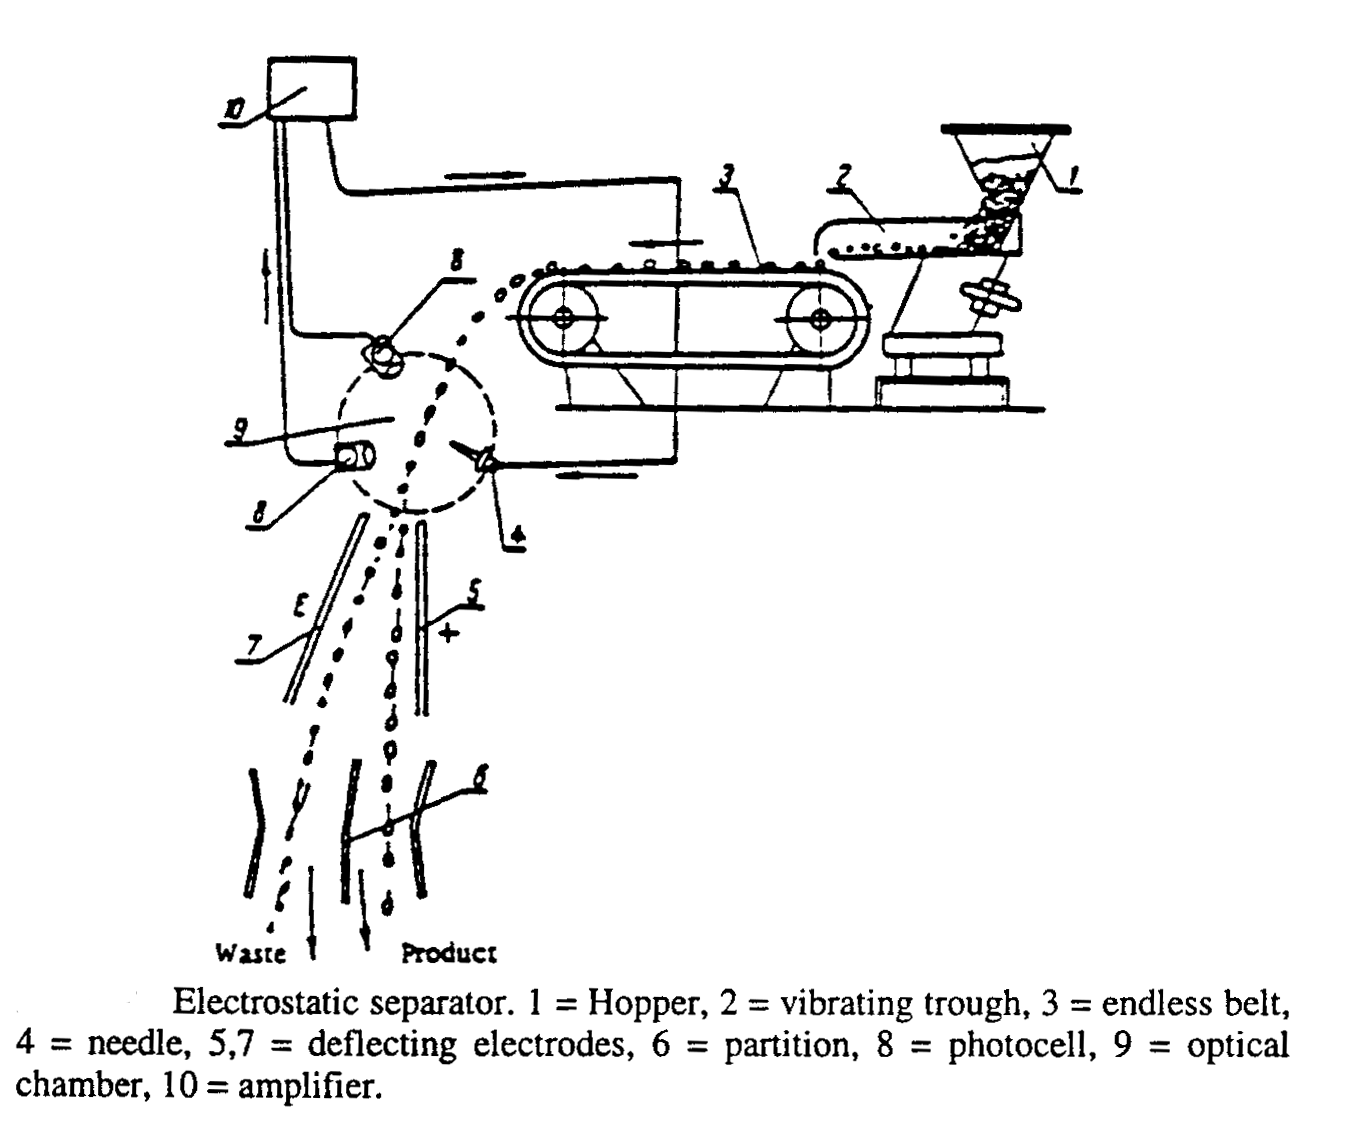 10
3
2
1
8
9
8
4
E
5
7
+
6
Waste
Product
Electrostatic separator. 1 = Hopper, 2 = vibrating trough, 3 = endless belt,
4 = needle, 5,7 = deflecting electrodes, 6 = partition, 8 = photocell, 9 = optical
chamber, 10 = amplifier.